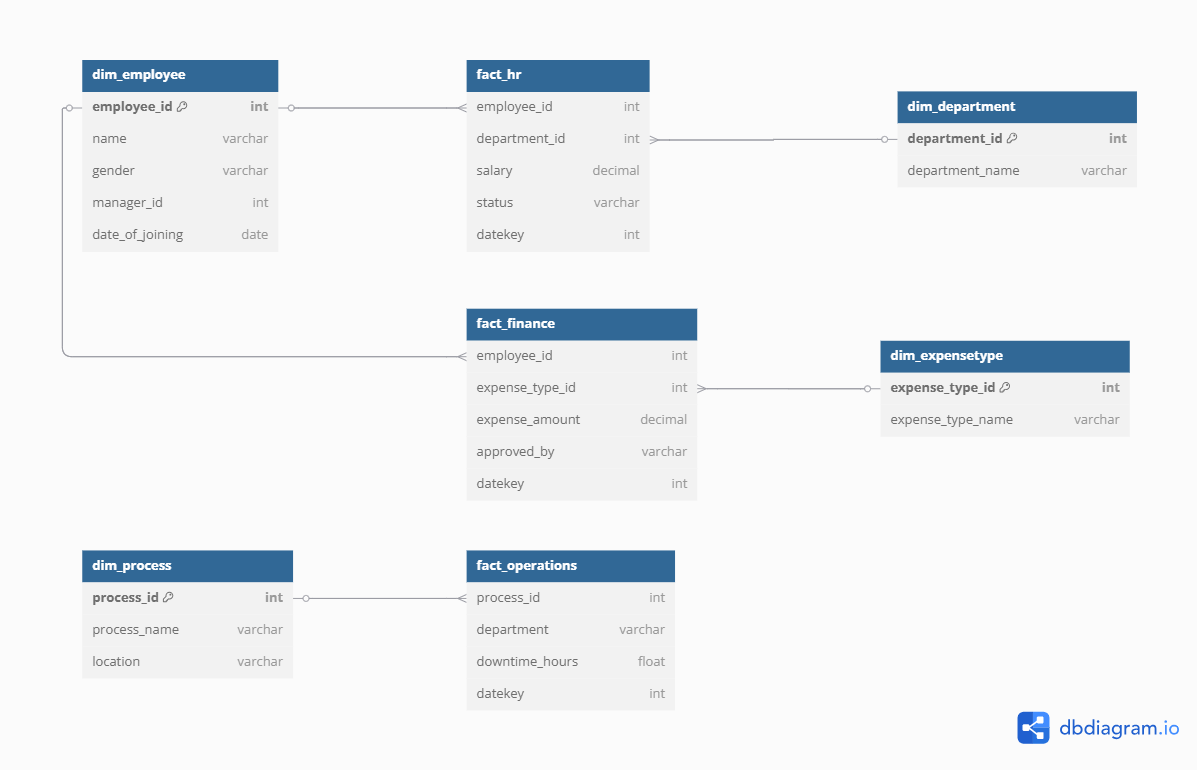 dim_employee
employee_id int
name varchar
gender varchar
manager_id int
date_of_joining date
fact_hr
employee_id int
department_id int
salary decimal
status varchar
datekey int
dim_department
department_id int
department_name varchar
fact_finance
employee_id int
expense_type_id int
expense_amount decimal
approved_by varchar
datekey int
dim_expensetype
expense_type_id int
expense_type_name varchar
dim_process
process_id int
process_name varchar
location varchar
fact_operations
process_id int
department varchar
downtime_hours float
datekey int
dbdiagram.io